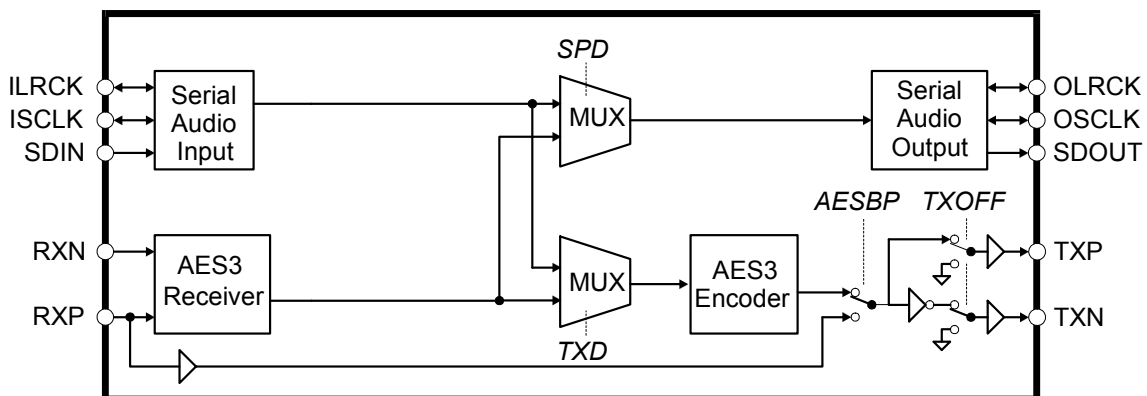 SPD
ILRCK
ISCLK
SDIN
Serial
Audio
Input
MUX
Serial
Audio
Output
OLRCK
OSCLK
SDOUT
AESBP
TXOFF
RXN
RXP
AES3
Receiver
MUX
AES3
Encoder
TXP
TXN
TXD